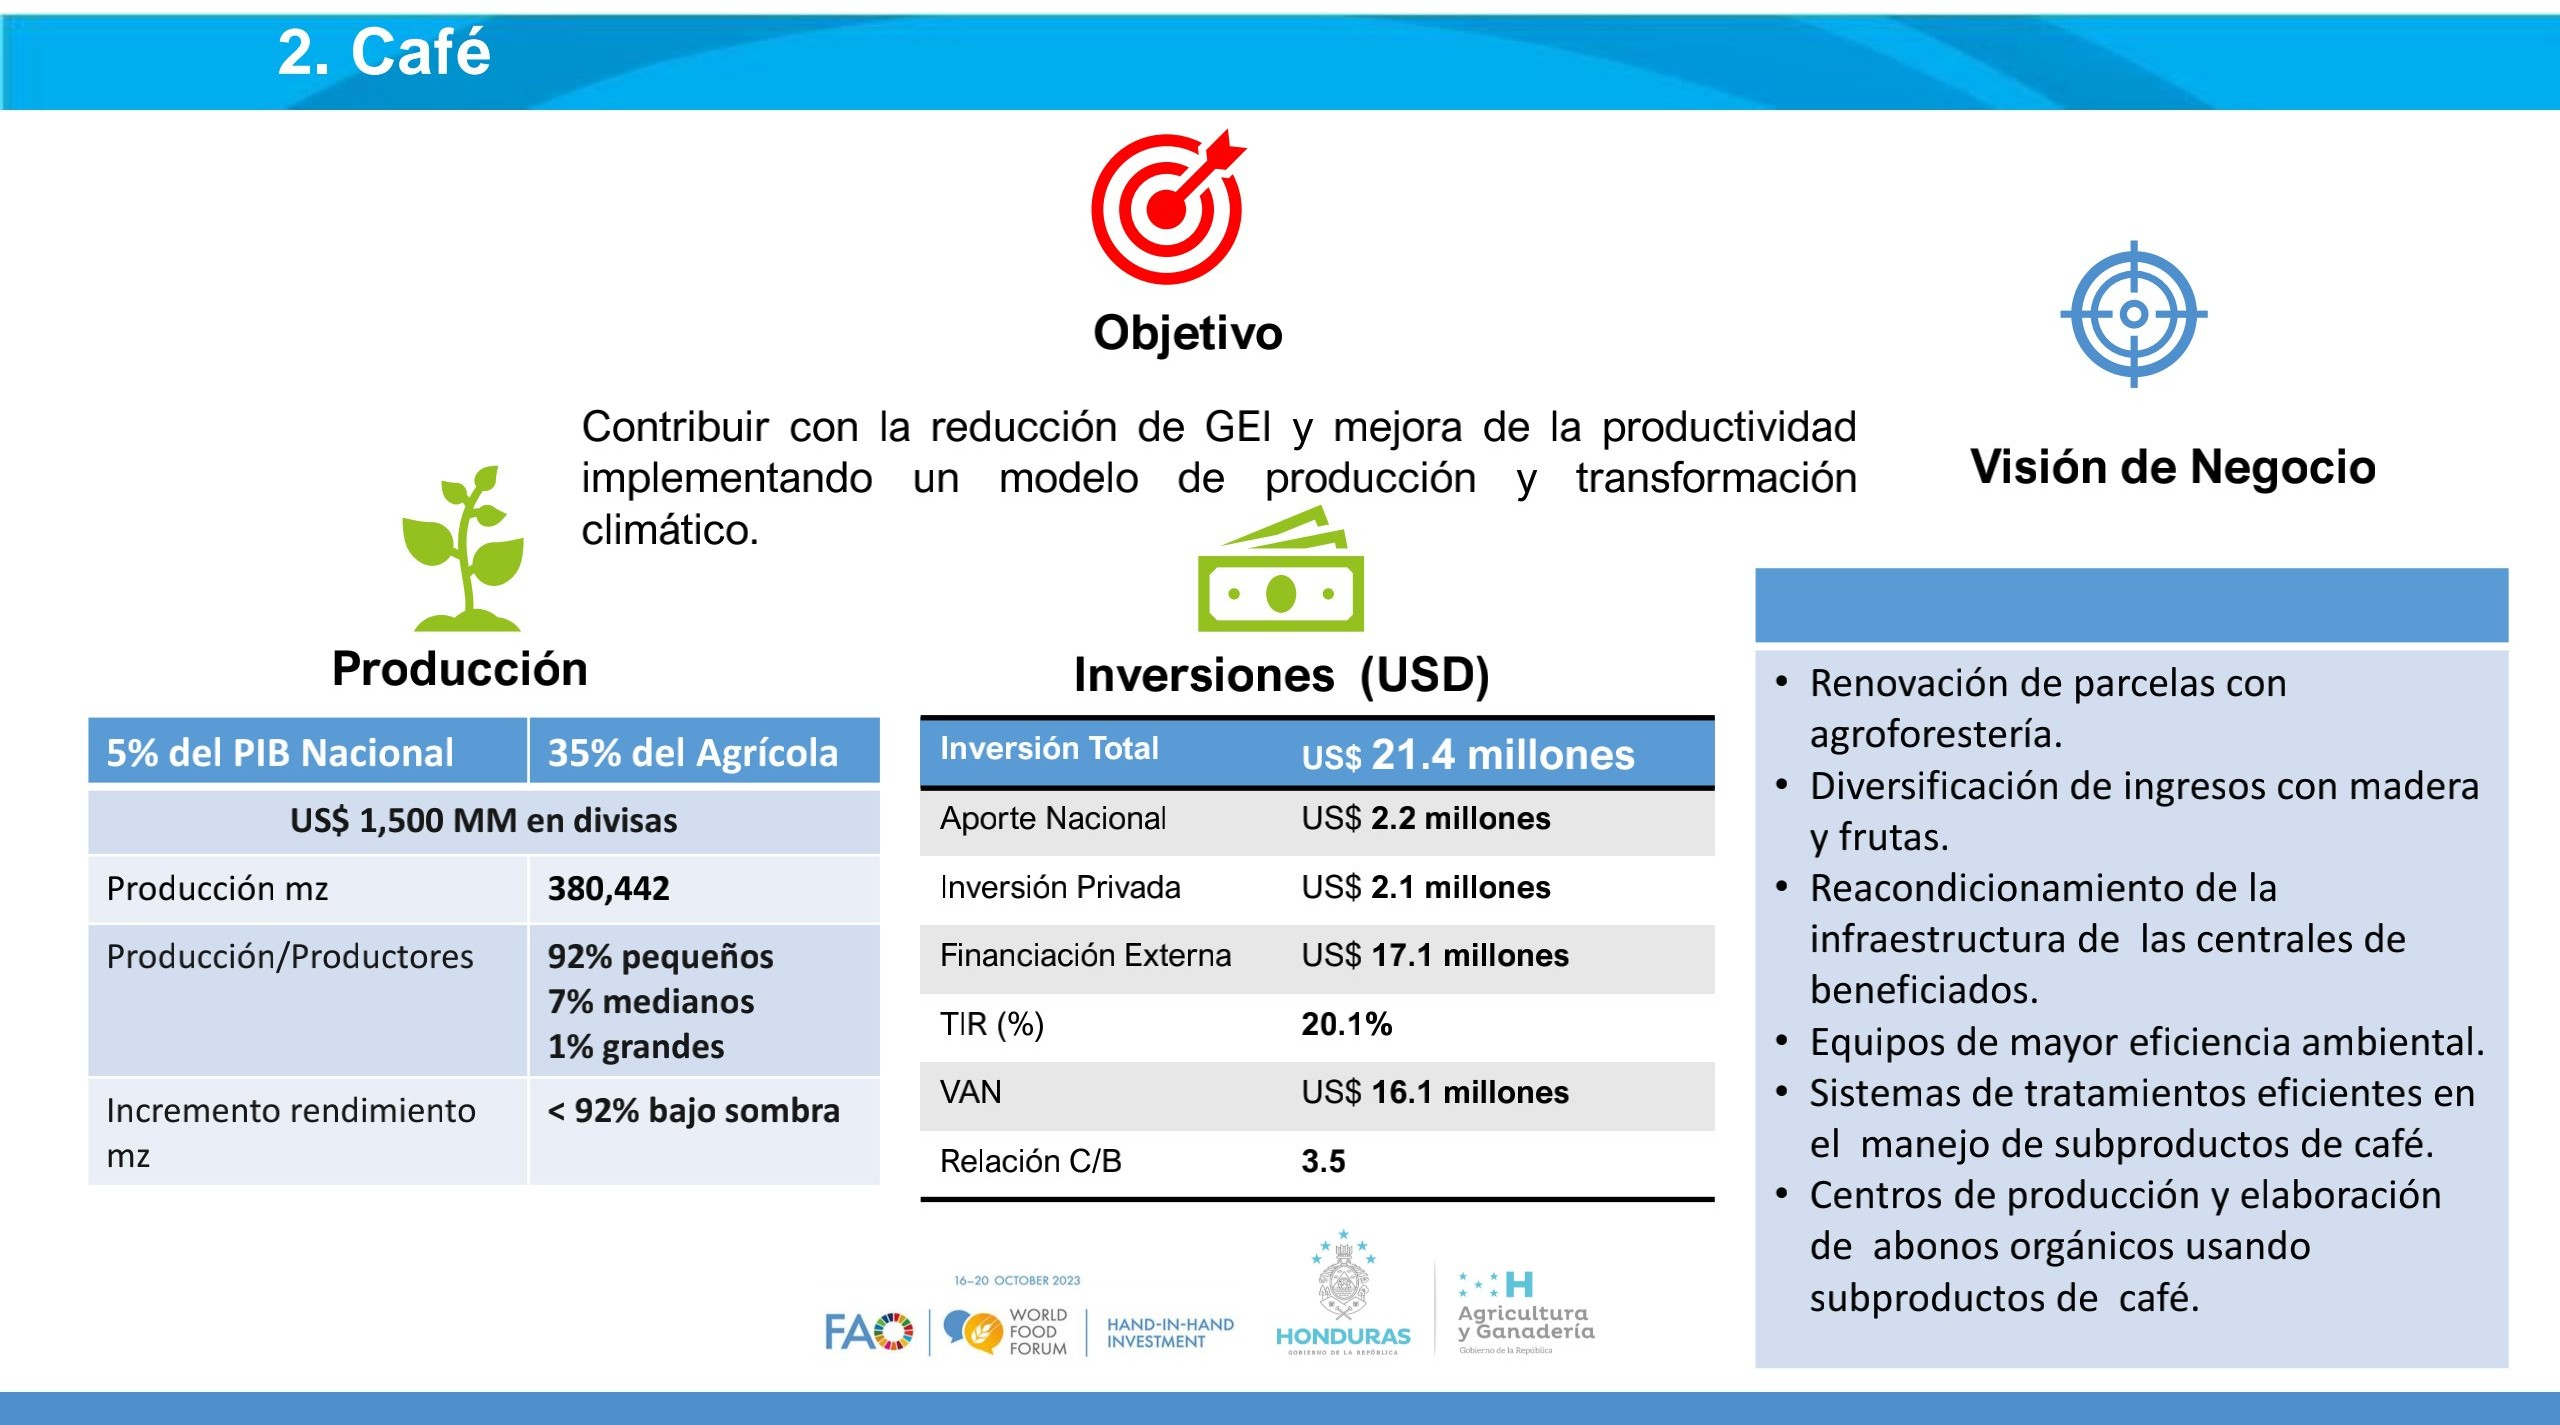 2. Café
Objetivo
Contribuir con la reducción de GEI y mejora de la productividad
implementando un modelo de producción y transformación
climático.
Producción
5% del PIB Nacional 35% del Agrícola
US$ 1,500 MM en divisas
Producción mz 380,442
Producción/Productores 92% pequeños
7% medianos
1% grandes
Incremento rendimiento < 92% bajo sombra
mz
Inversiones (USD)
Inversión Total US$ 21.4 millones
Aporte Nacional US$ 2.2 millones
Inversión Privada US$ 2.1 millones
Financiación Externa US$ 17.1 millones
TIR (%) 20.1%
VAN US$ 16.1 millones
Relación C/B 3.5
Visión de Negocio
• Renovación de parcelas con
agroforestería.
• Diversificación de ingresos con madera
y frutas.
• Reacondicionamiento de la
infraestructura de las centrales de
beneficiados.
• Equipos de mayor eficiencia ambiental.
• Sistemas de tratamientos eficientes en
el manejo de subproductos de café.
• Centros de producción y elaboración
de abonos orgánicos usando
subproductos de café.
16–20 OCTOBER 2023
FAO
WORLD
FOOD
FORUM
HAND-IN-HAND
INVESTMENT
HONDURAS
GOBIERNO DE LA REPÚBLICA
H
Agricultura
y Ganadería
Gobierno de la República